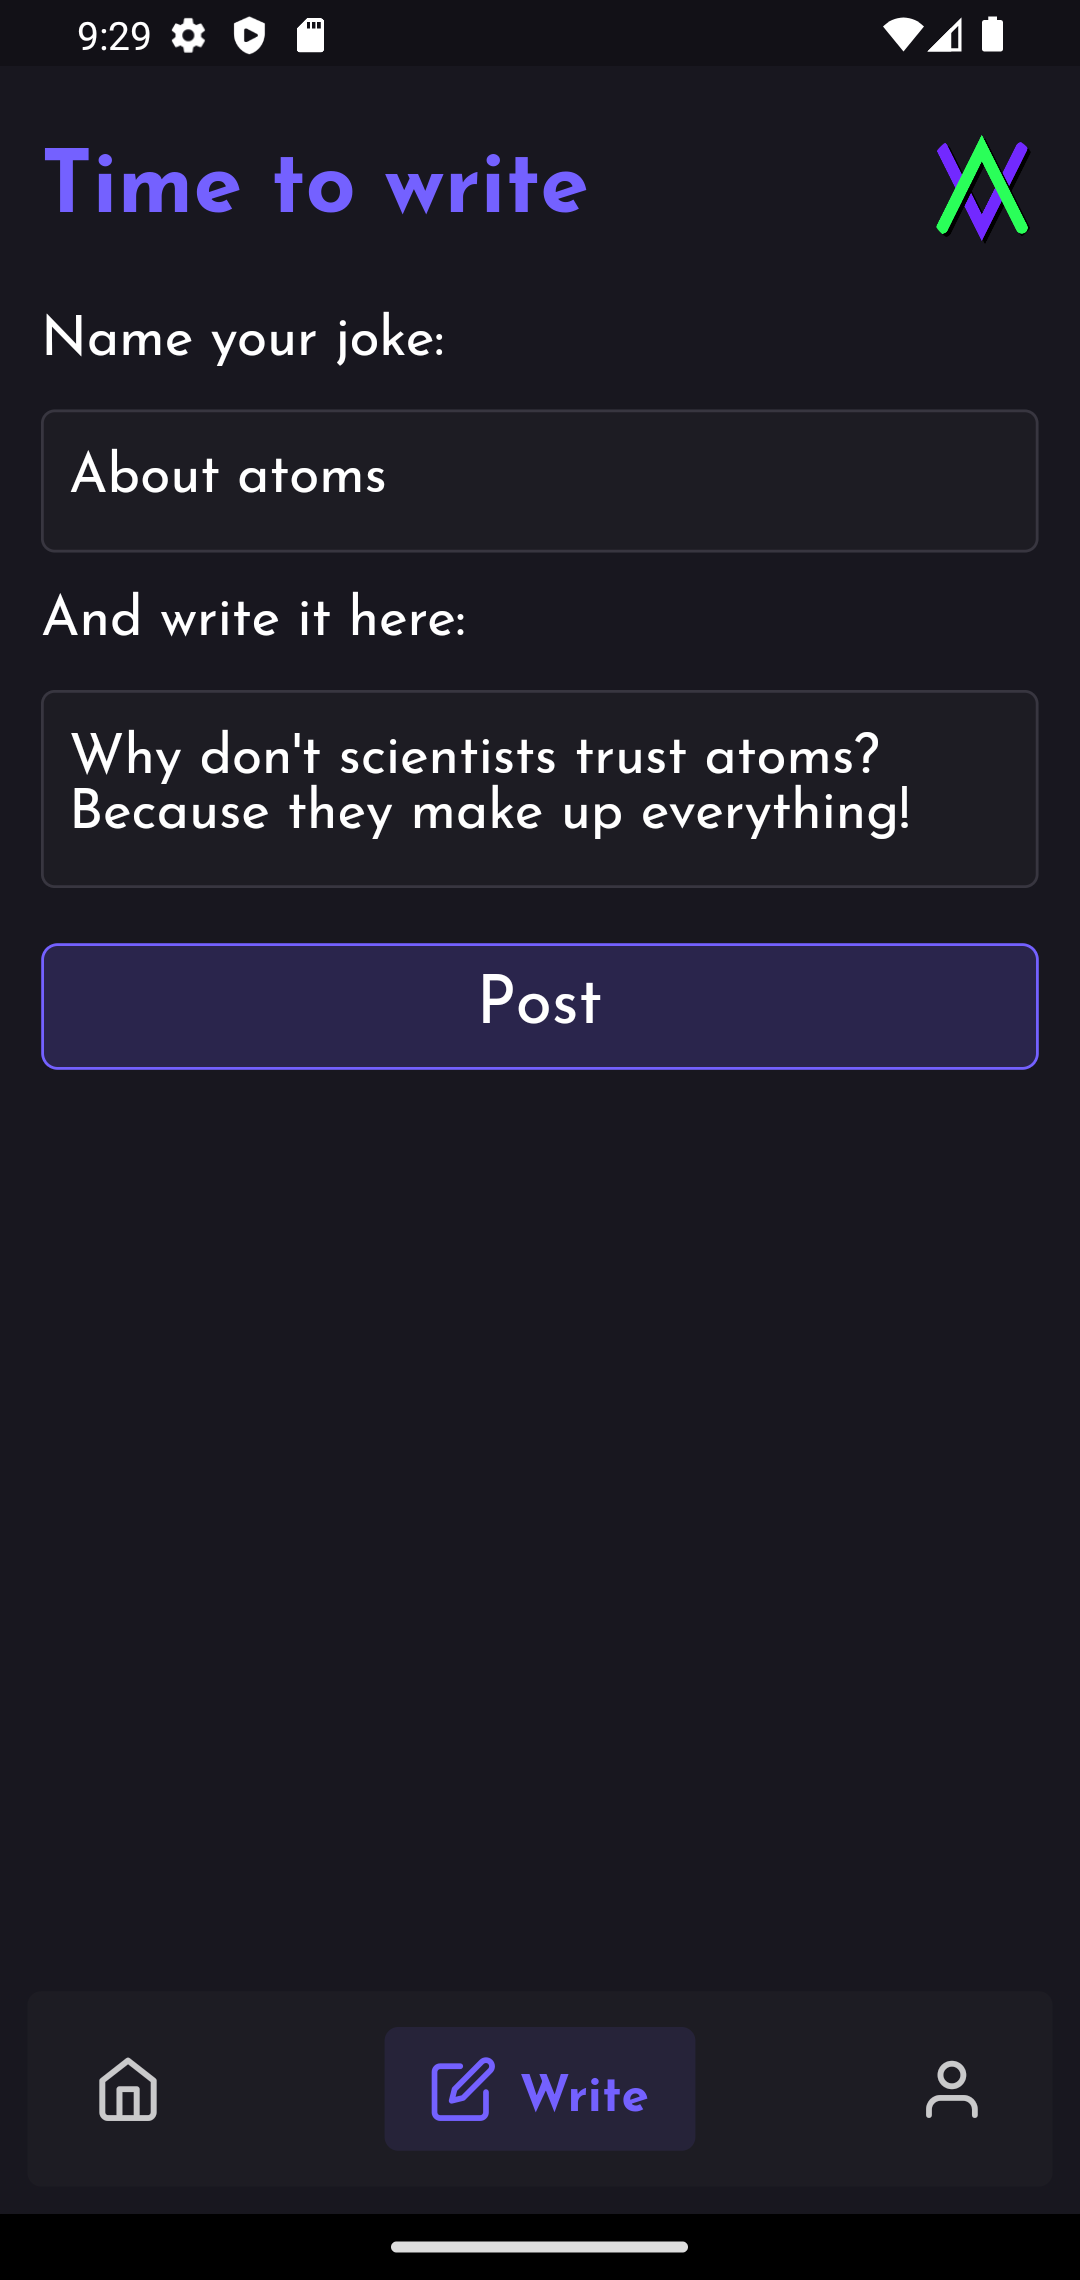 9:29
Time to write
Name your joke:
About atoms
And write it here:
Why don't scientists trust atoms?
Because they make up everything!
Post
Write